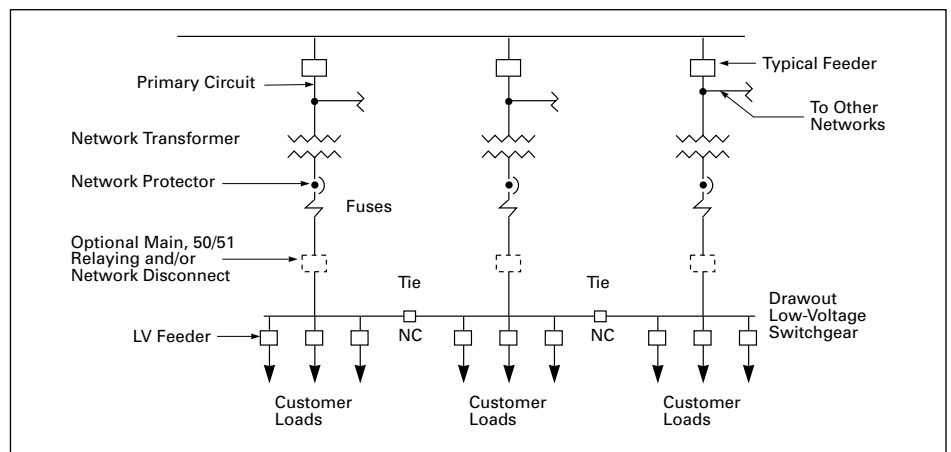 Typical Feeder
Primary Circuit
To Other
Networks
Network Transformer
Network Protector
Fuses
Optional Main, 50/51
Relaying and/or
Network Disconnect
Tie
Tie
Drawout
Low-Voltage
Switchgear
LV Feeder
NC
NC
Customer
Loads
Customer
Loads
Customer
Loads